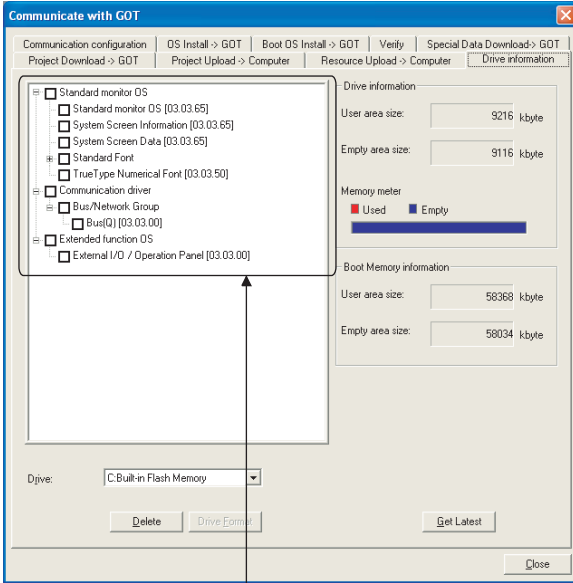 Communicate with GOT
Communication configuration OS Install -> GOT Boot OS Install -> GOT Verify Special Data Download-> GOT
Project Download -> GOT Project Upload -> Computer Resource Upload -> Computer Drive information
Standard monitor OS
Standard monitor OS [03.03.65]
System Screen Information [03.03.65]
System Screen Data [03.03.65]
Standard Font
TrueType Numerical Font [03.03.50]
Communication driver
Bus/Network Group
Bus(Q) [03.03.00]
Extended function OS
External I/O / Operation Panel [03.03.00]
Drive information
User area size: 9216 kbyte
Empty area size: 9116 kbyte
Memory meter
Used Empty
Boot Memory information
User area size: 58368 kbyte
Empty area size: 58034 kbyte
Drive: C:Built-in Flash Memory
Delete Drive Format Get Latest
Close